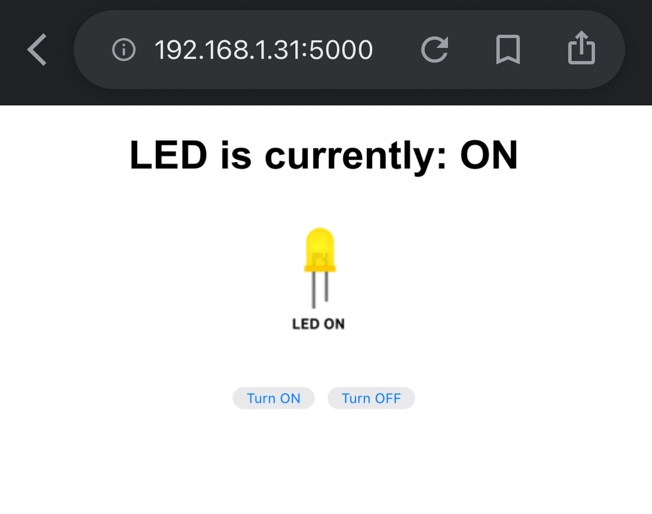 192.168.1.31:5000
LED is currently: ON
LED ON
Turn ON Turn OFF